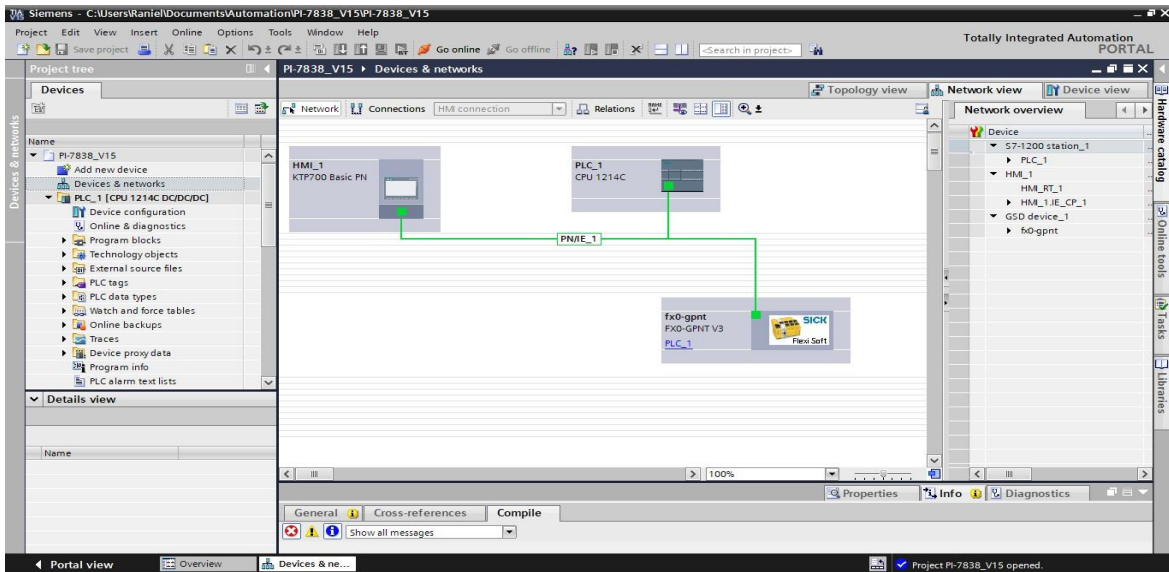 Siemens - C:\Users\Raniel\Documents\Automation\PI-7838_V15\PI-7838_V15
Project Edit View Insert Online Options Tools Window Help
Totally Integrated Automation
PORTAL
Save project
Go online
Go offline
<Search in project>
Project tree
PI-7838_V15 ▸ Devices & networks
Devices
Topology view
Network view
Device view
Network
Connections
HMI connection
Relations
Network overview
Name
PI-7838_V15
Add new device
Devices & networks
PLC_1 [CPU 1214C DC/DC/DC]
Device configuration
Online & diagnostics
Program blocks
Technology objects
External source files
PLC tags
PLC data types
Watch and force tables
Online backups
Traces
Device proxy data
Program info
PLC alarm text lists
Details view
Name
HMI_1
KTP700 Basic PN
PLC_1
CPU 1214C
PN/IE_1
fx0-gpnt
FX0-GPNT V3
PLC_1
SICK
Flexi Soft
Device
S7-1200 station_1
PLC_1
HMI_1
HMI_RT_1
HMI_1.IE_CP_1
GSD device_1
fx0-gpnt
100%
Properties
Info
Diagnostics
General
Cross-references
Compile
Show all messages
Devices & networks
Hardware catalog
Online tools
Tasks
Libraries
Portal view
Overview
Devices & ne...
Project PI-7838_V15 opened.